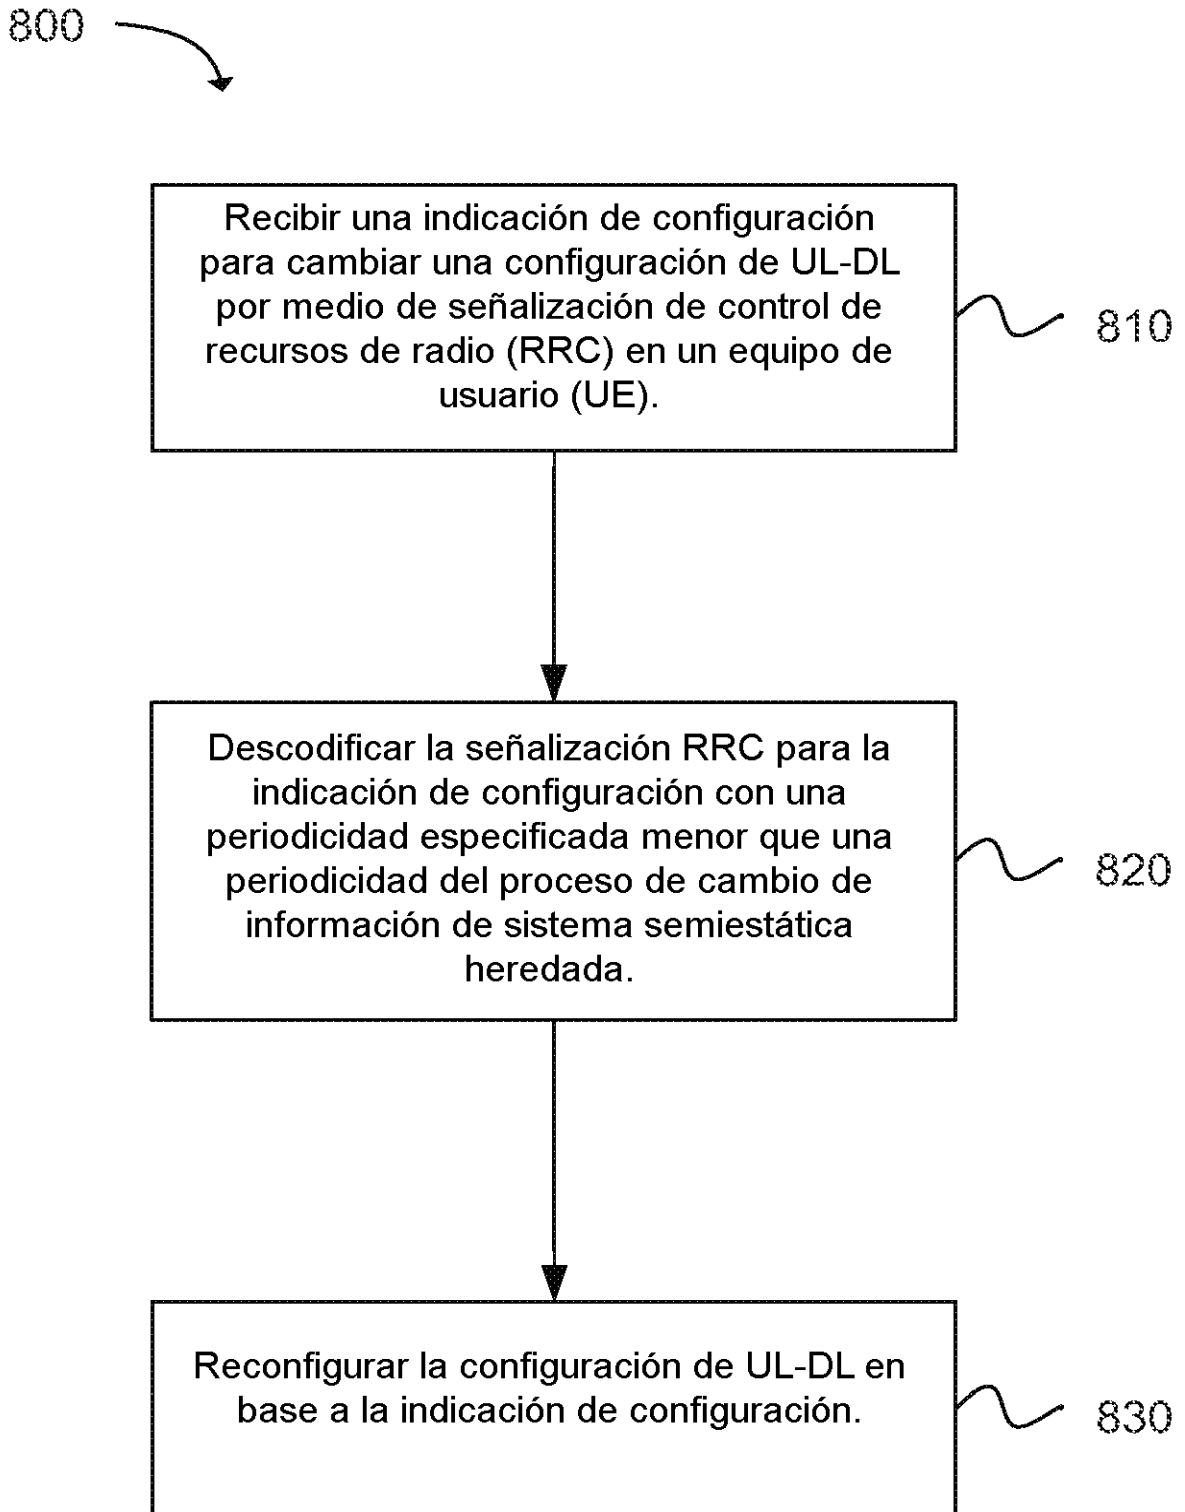 800
Recibir una indicación de configuración
para cambiar una configuración de UL-DL
por medio de señalización de control de
recursos de radio (RRC) en un equipo de
usuario (UE).
810
Descodificar la señalización RRC para la
indicación de configuración con una
periodicidad especificada menor que una
periodicidad del proceso de cambio de
información de sistema semiestática
heredada.
820
Reconfigurar la configuración de UL-DL en
base a la indicación de configuración.
830